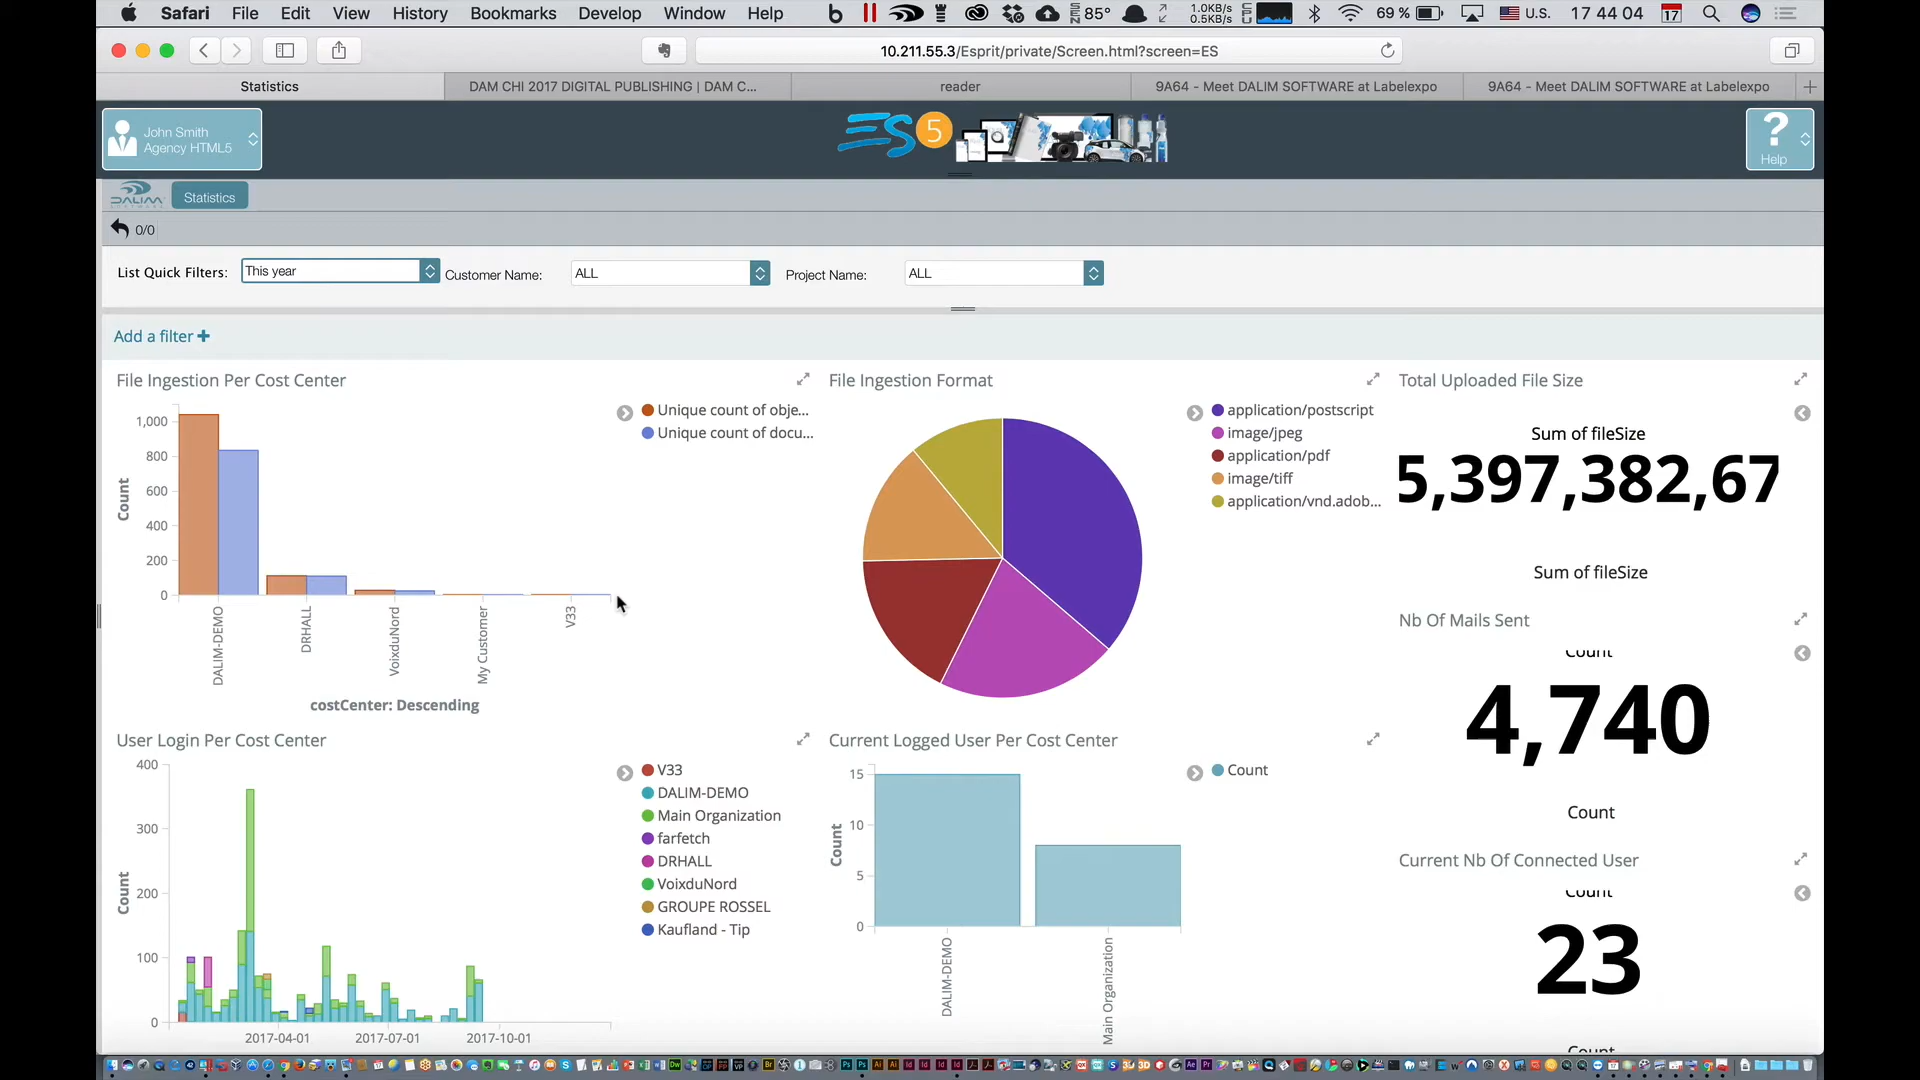 Safari File Edit View History Bookmarks Develop Window Help
85° 1.0KB/s 0.5KB/s 69 % U.S. 17 44 04 17
10.211.55.3/Esprit/private/Screen.html?screen=ES
Statistics
DAM CHI 2017 DIGITAL PUBLISHING | DAM C...
reader
9A64 - Meet DALIM SOFTWARE at Labelexpo
9A64 - Meet DALIM SOFTWARE at Labelexpo
John Smith
Agency HTML5
ES 5
? Help
DALIM
Statistics
0/0
List Quick Filters: This year Customer Name: ALL Project Name: ALL
Add a filter +
File Ingestion Per Cost Center
1,000
800
600
400
200
0
Count
DALIM-DEMO
DRHALL
VoixduNord
My Customer
V33
costCenter: Descending
Unique count of obje...
Unique count of docu...
File Ingestion Format
application/postscript
image/jpeg
application/pdf
image/tiff
application/vnd.adob...
Total Uploaded File Size
Sum of fileSize
5,397,382,67
Sum of fileSize
Nb Of Mails Sent
Count
4,740
Count
User Login Per Cost Center
400
300
200
100
0
Count
2017-04-01 2017-07-01 2017-10-01
V33
DALIM-DEMO
Main Organization
farfetch
DRHALL
VoixduNord
GROUPE ROSSEL
Kaufland - Tip
Current Logged User Per Cost Center
15
10
5
0
Count
DALIM-DEMO
Main Organization
Count
Current Nb Of Connected User
Count
23
Count